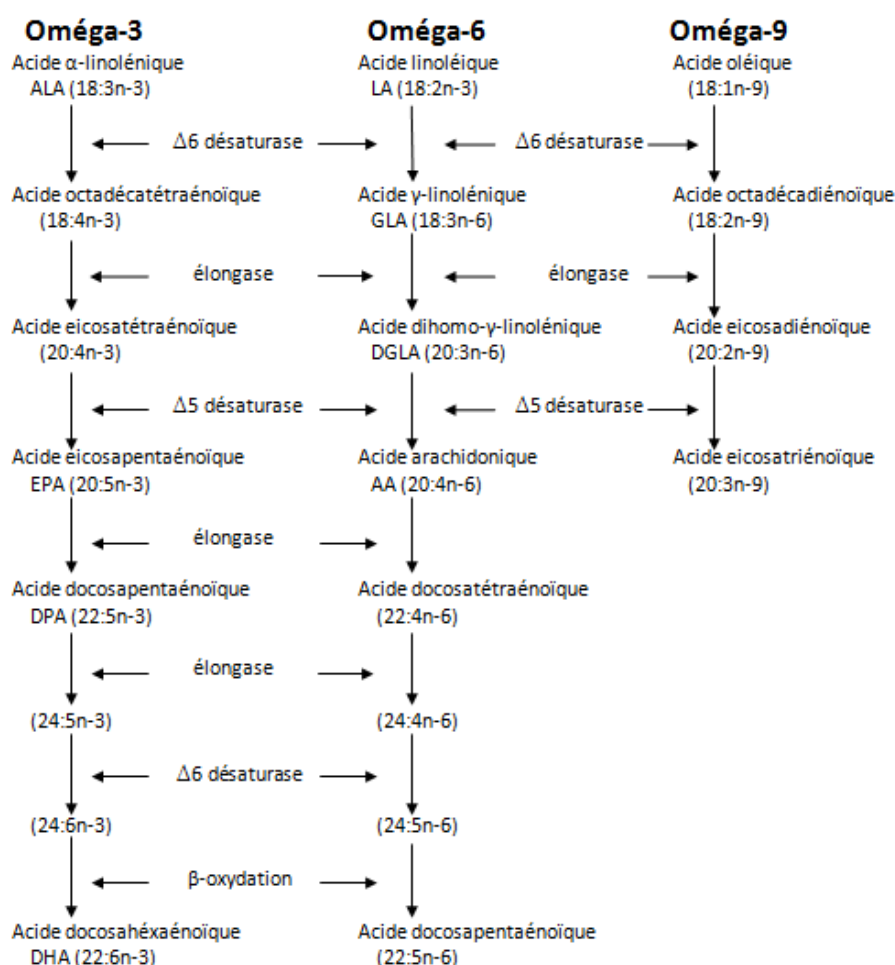 Oméga-3 Oméga-6 Oméga-9
Acide α-linolénique Acide linoléique Acide oléique
ALA (18:3n-3) LA (18:2n-3) (18:1n-9)
Δ6 désaturase Δ6 désaturase
Acide octadécatétraénoïque Acide γ-linolénique Acide octadécadiénoïque
(18:4n-3) GLA (18:3n-6) (18:2n-9)
élongase élongase
Acide eicosatétraénoïque Acide dihomo-γ-linolénique Acide eicosadiénoïque
(20:4n-3) DGLA (20:3n-6) (20:2n-9)
Δ5 désaturase Δ5 désaturase
Acide eicosapentaénoïque Acide arachidonique Acide eicosatriénoïque
EPA (20:5n-3) AA (20:4n-6) (20:3n-9)
élongase
Acide docosapentaénoïque Acide docosatétraénoïque
DPA (22:5n-3) (22:4n-6)
élongase
(24:5n-3) (24:4n-6)
Δ6 désaturase
(24:6n-3) (24:5n-6)
β-oxydation
Acide docosahéxaénoïque Acide docosapentaénoïque
DHA (22:6n-3) (22:5n-6)